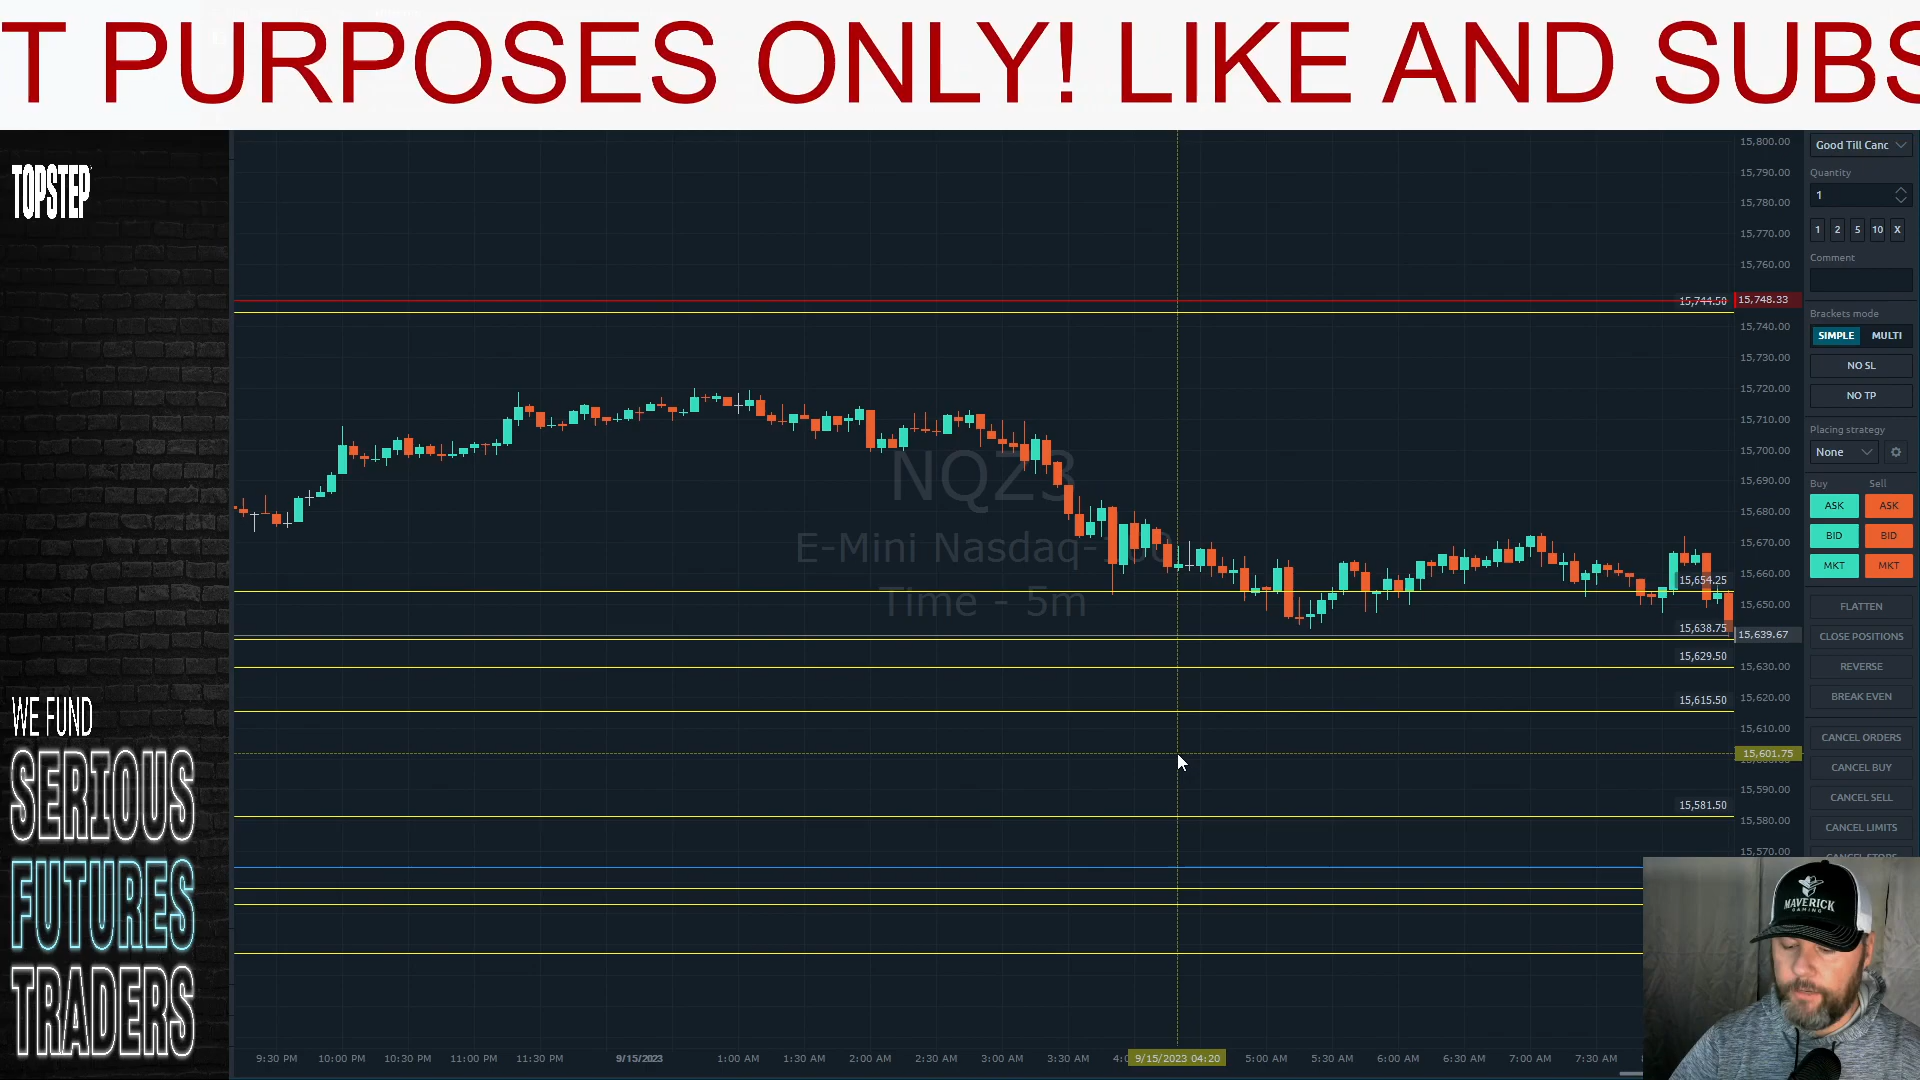 T PURPOSES ONLY! LIKE AND SUBS
TOPSTEP
WE FUND
SERIOUS
FUTURES
TRADERS
NQZ3
E-Mini Nasdaq-100
Time - 5m
15,744.50
15,654.25
15,638.75
15,629.50
15,615.50
15,581.50
15,800.00
15,790.00
15,780.00
15,770.00
15,760.00
15,748.33
15,740.00
15,730.00
15,720.00
15,710.00
15,700.00
15,690.00
15,680.00
15,670.00
15,660.00
15,650.00
15,639.67
15,630.00
15,620.00
15,610.00
15,601.75
15,590.00
15,580.00
15,570.00
9:30 PM 10:00 PM 10:30 PM 11:00 PM 11:30 PM 9/15/2023 1:00 AM 1:30 AM 2:00 AM 2:30 AM 3:00 AM 3:30 AM 9/15/2023 04:20 5:00 AM 5:30 AM 6:00 AM 6:30 AM 7:00 AM 7:30 AM
Good Till Canc
Quantity
1
1 2 5 10 X
Comment
Brackets mode
SIMPLE MULTI
NO SL
NO TP
Placing strategy
None
Buy Sell
ASK ASK
BID BID
MKT MKT
FLATTEN
CLOSE POSITIONS
REVERSE
BREAK EVEN
CANCEL ORDERS
CANCEL BUY
CANCEL SELL
CANCEL LIMITS
MAVERICK
GAMING